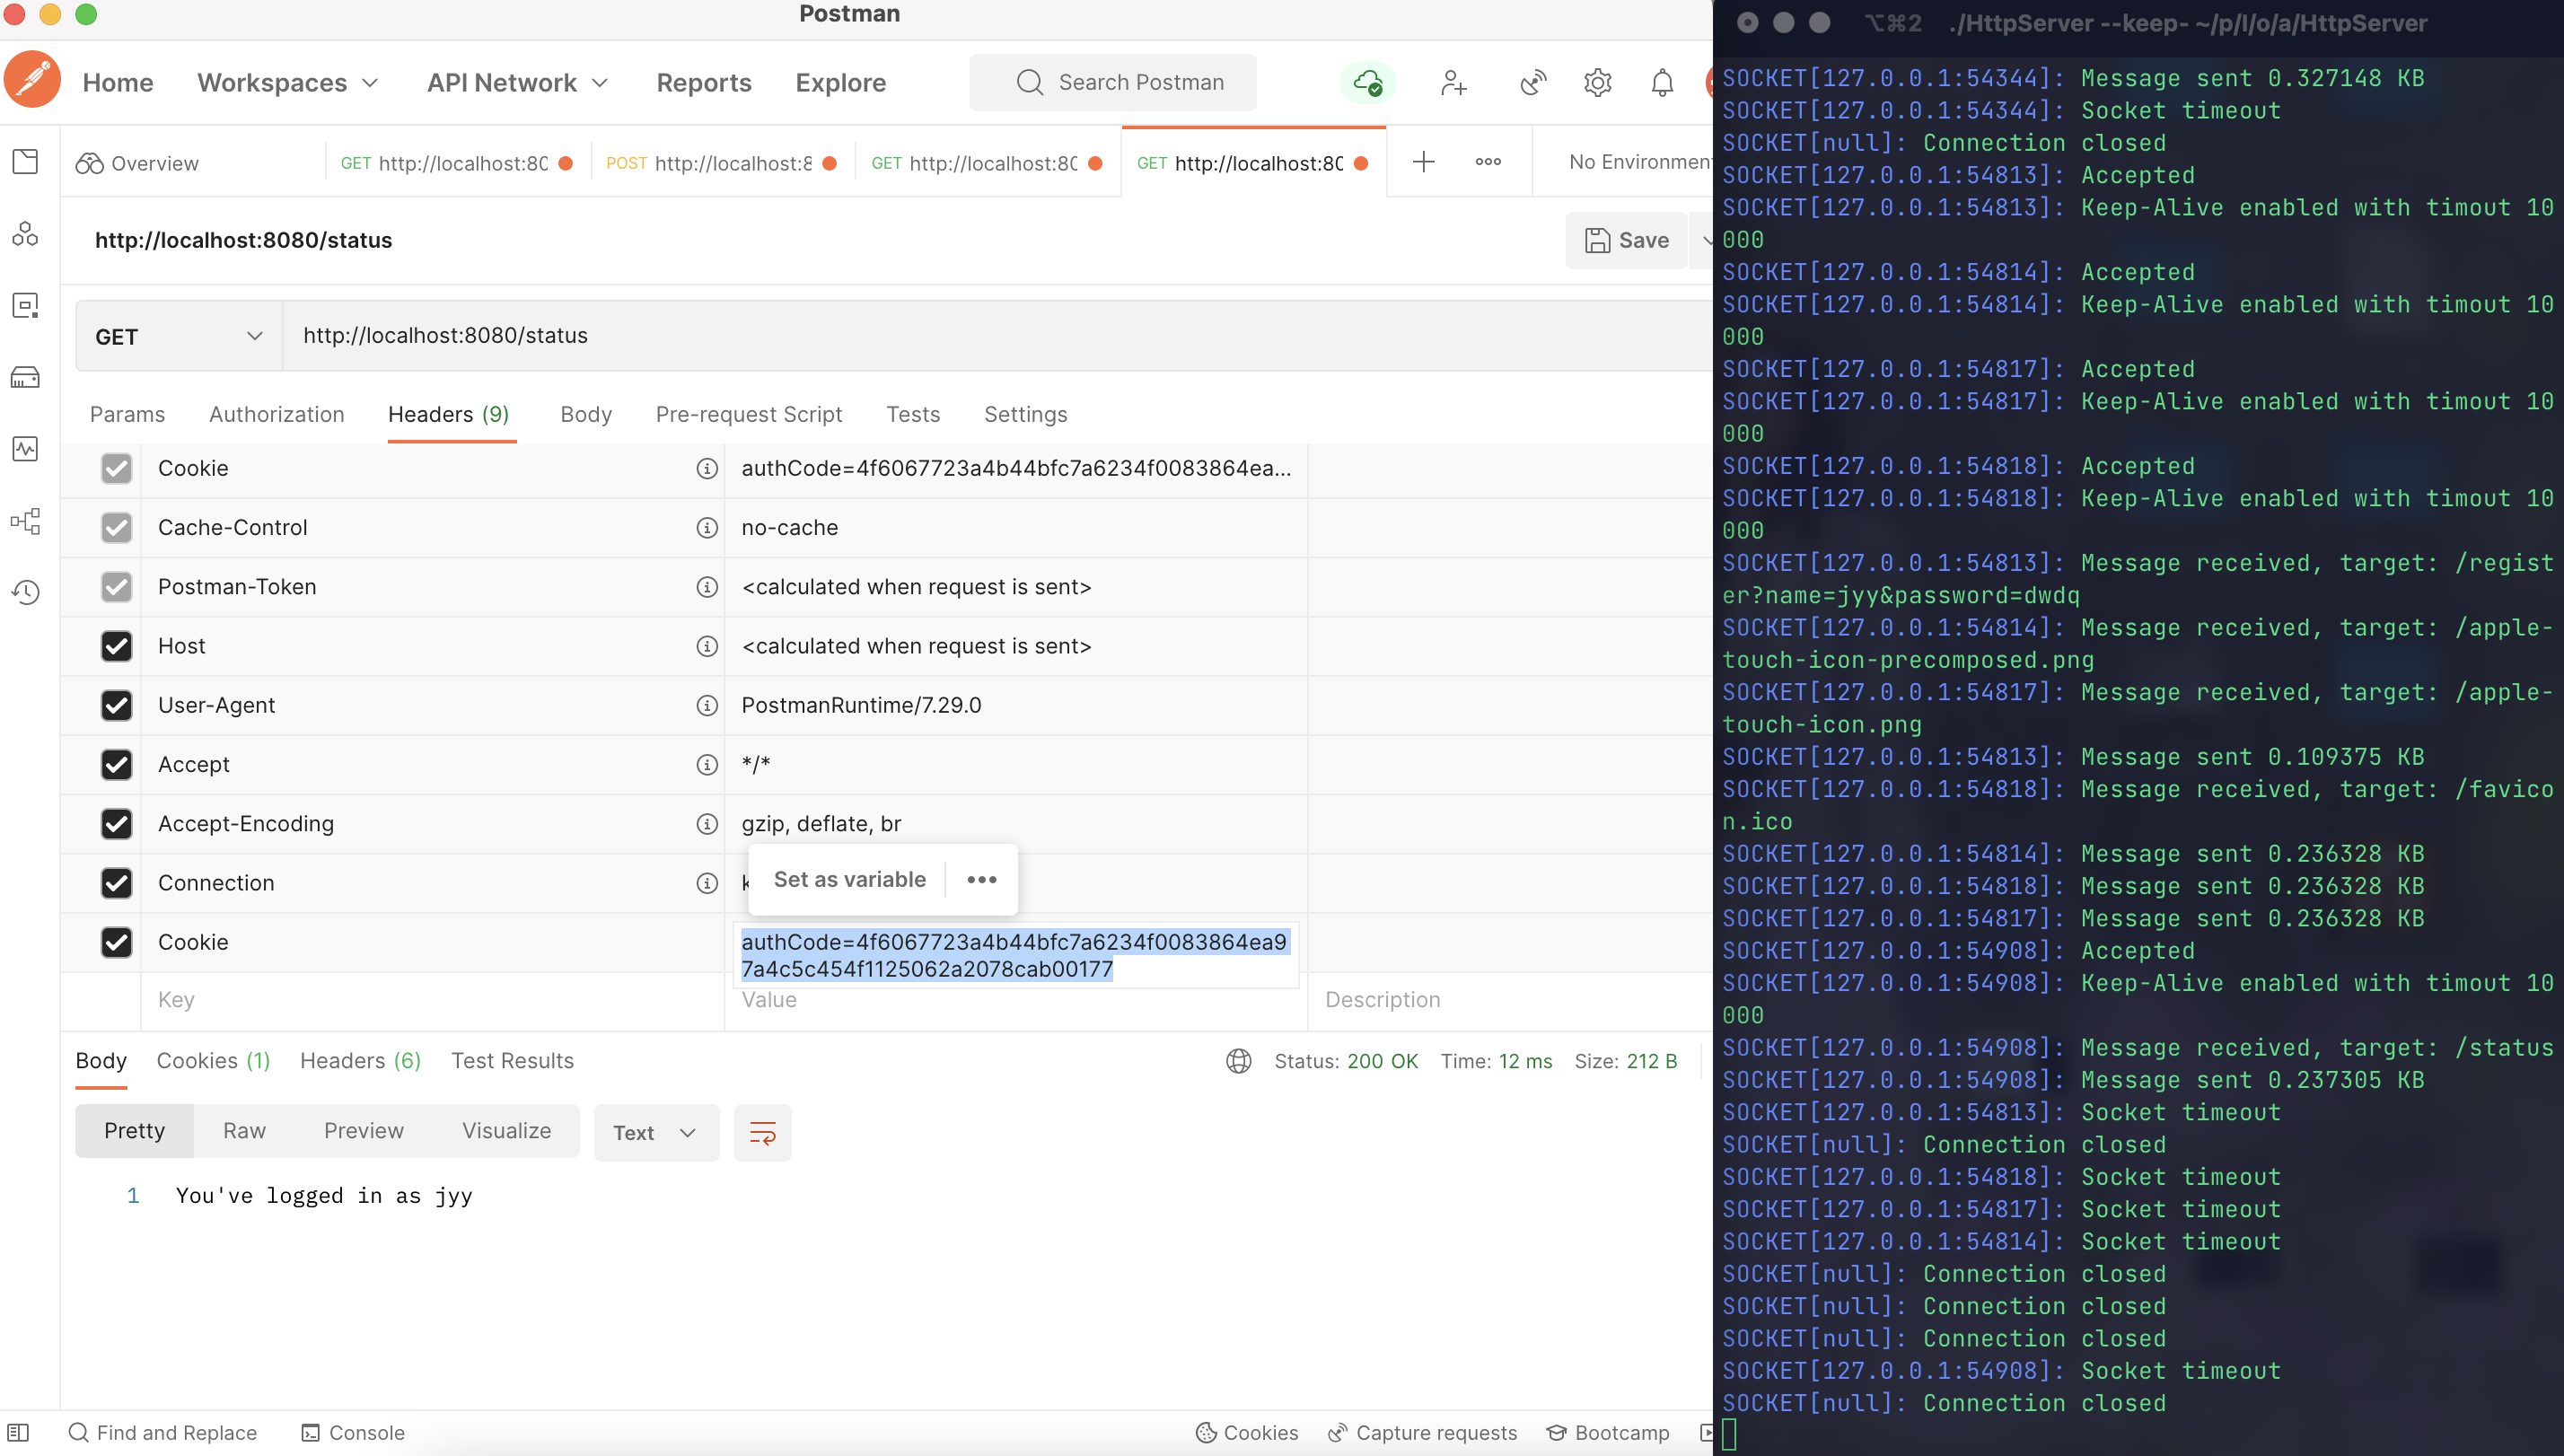 Postman
Home Workspaces API Network Reports Explore Search Postman
Overview GET http://localhost:80 POST http://localhost:8 GET http://localhost:80 GET http://localhost:80 No Environment
http://localhost:8080/status Save
GET http://localhost:8080/status
Params Authorization Headers (9) Body Pre-request Script Tests Settings
Cookie authCode=4f6067723a4b44bfc7a6234f0083864ea...
Cache-Control no-cache
Postman-Token <calculated when request is sent>
Host <calculated when request is sent>
User-Agent PostmanRuntime/7.29.0
Accept */*
Accept-Encoding gzip, deflate, br
Connection
Set as variable •••
Cookie authCode=4f6067723a4b44bfc7a6234f0083864ea9
7a4c5c454f1125062a2078cab00177
Key Value Description
Body Cookies (1) Headers (6) Test Results Status: 200 OK Time: 12 ms Size: 212 B
Pretty Raw Preview Visualize Text
1 You've logged in as jyy
Find and Replace Console Cookies Capture requests Bootcamp
⌥⌘2 ./HttpServer --keep- ~/p/l/o/a/HttpServer
SOCKET[127.0.0.1:54344]: Message sent 0.327148 KB
SOCKET[127.0.0.1:54344]: Socket timeout
SOCKET[null]: Connection closed
SOCKET[127.0.0.1:54813]: Accepted
SOCKET[127.0.0.1:54813]: Keep-Alive enabled with timout 10
000
SOCKET[127.0.0.1:54814]: Accepted
SOCKET[127.0.0.1:54814]: Keep-Alive enabled with timout 10
000
SOCKET[127.0.0.1:54817]: Accepted
SOCKET[127.0.0.1:54817]: Keep-Alive enabled with timout 10
000
SOCKET[127.0.0.1:54818]: Accepted
SOCKET[127.0.0.1:54818]: Keep-Alive enabled with timout 10
000
SOCKET[127.0.0.1:54813]: Message received, target: /regist
er?name=jyy&password=dwdq
SOCKET[127.0.0.1:54814]: Message received, target: /apple-
touch-icon-precomposed.png
SOCKET[127.0.0.1:54817]: Message received, target: /apple-
touch-icon.png
SOCKET[127.0.0.1:54813]: Message sent 0.109375 KB
SOCKET[127.0.0.1:54818]: Message received, target: /favico
n.ico
SOCKET[127.0.0.1:54814]: Message sent 0.236328 KB
SOCKET[127.0.0.1:54818]: Message sent 0.236328 KB
SOCKET[127.0.0.1:54817]: Message sent 0.236328 KB
SOCKET[127.0.0.1:54908]: Accepted
SOCKET[127.0.0.1:54908]: Keep-Alive enabled with timout 10
000
SOCKET[127.0.0.1:54908]: Message received, target: /status
SOCKET[127.0.0.1:54908]: Message sent 0.237305 KB
SOCKET[127.0.0.1:54813]: Socket timeout
SOCKET[null]: Connection closed
SOCKET[127.0.0.1:54818]: Socket timeout
SOCKET[127.0.0.1:54817]: Socket timeout
SOCKET[127.0.0.1:54814]: Socket timeout
SOCKET[null]: Connection closed
SOCKET[null]: Connection closed
SOCKET[null]: Connection closed
SOCKET[127.0.0.1:54908]: Socket timeout
SOCKET[null]: Connection closed